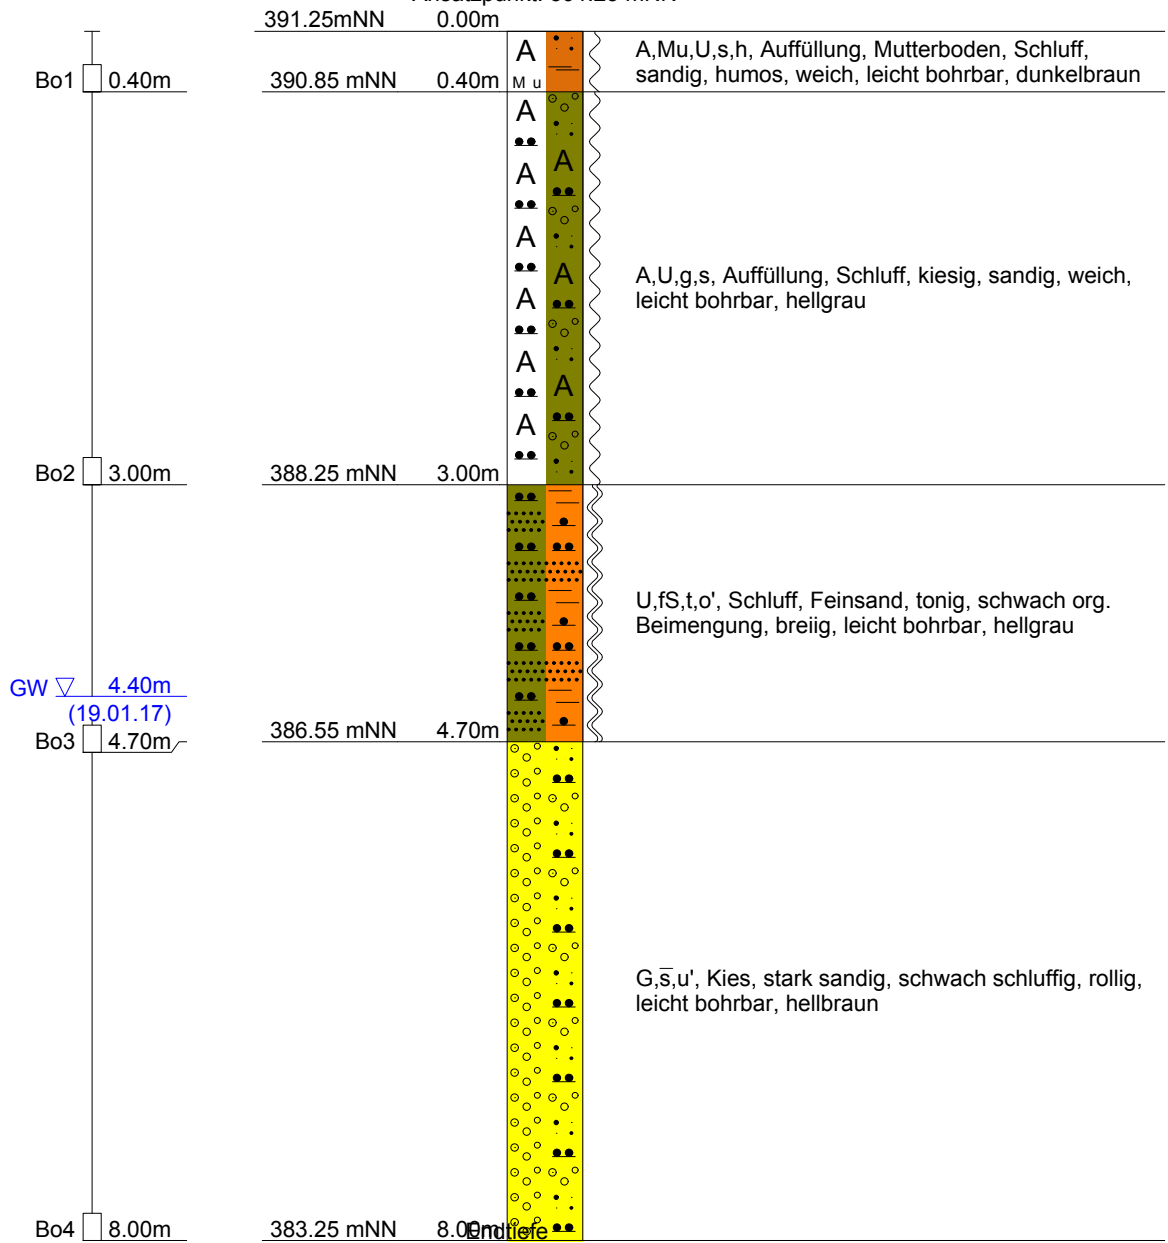 391.25mNN 0.00m
A Mu
A,Mu,U,s,h, Auffüllung, Mutterboden, Schluff,
sandig, humos, weich, leicht bohrbar, dunkelbraun
Bo1 0.40m 390.85 mNN 0.40m
A
A
A
A
A
A
A
A
A
A,U,g,s, Auffüllung, Schluff, kiesig, sandig, weich,
leicht bohrbar, hellgrau
Bo2 3.00m 388.25 mNN 3.00m
U,fS,t,o', Schluff, Feinsand, tonig, schwach org.
Beimengung, breiig, leicht bohrbar, hellgrau
GW 4.40m
(19.01.17)
Bo3 4.70m 386.55 mNN 4.70m
G,s̅,u', Kies, stark sandig, schwach schluffig, rollig,
leicht bohrbar, hellbraun
Bo4 8.00m 383.25 mNN 8.00m
Endtiefe